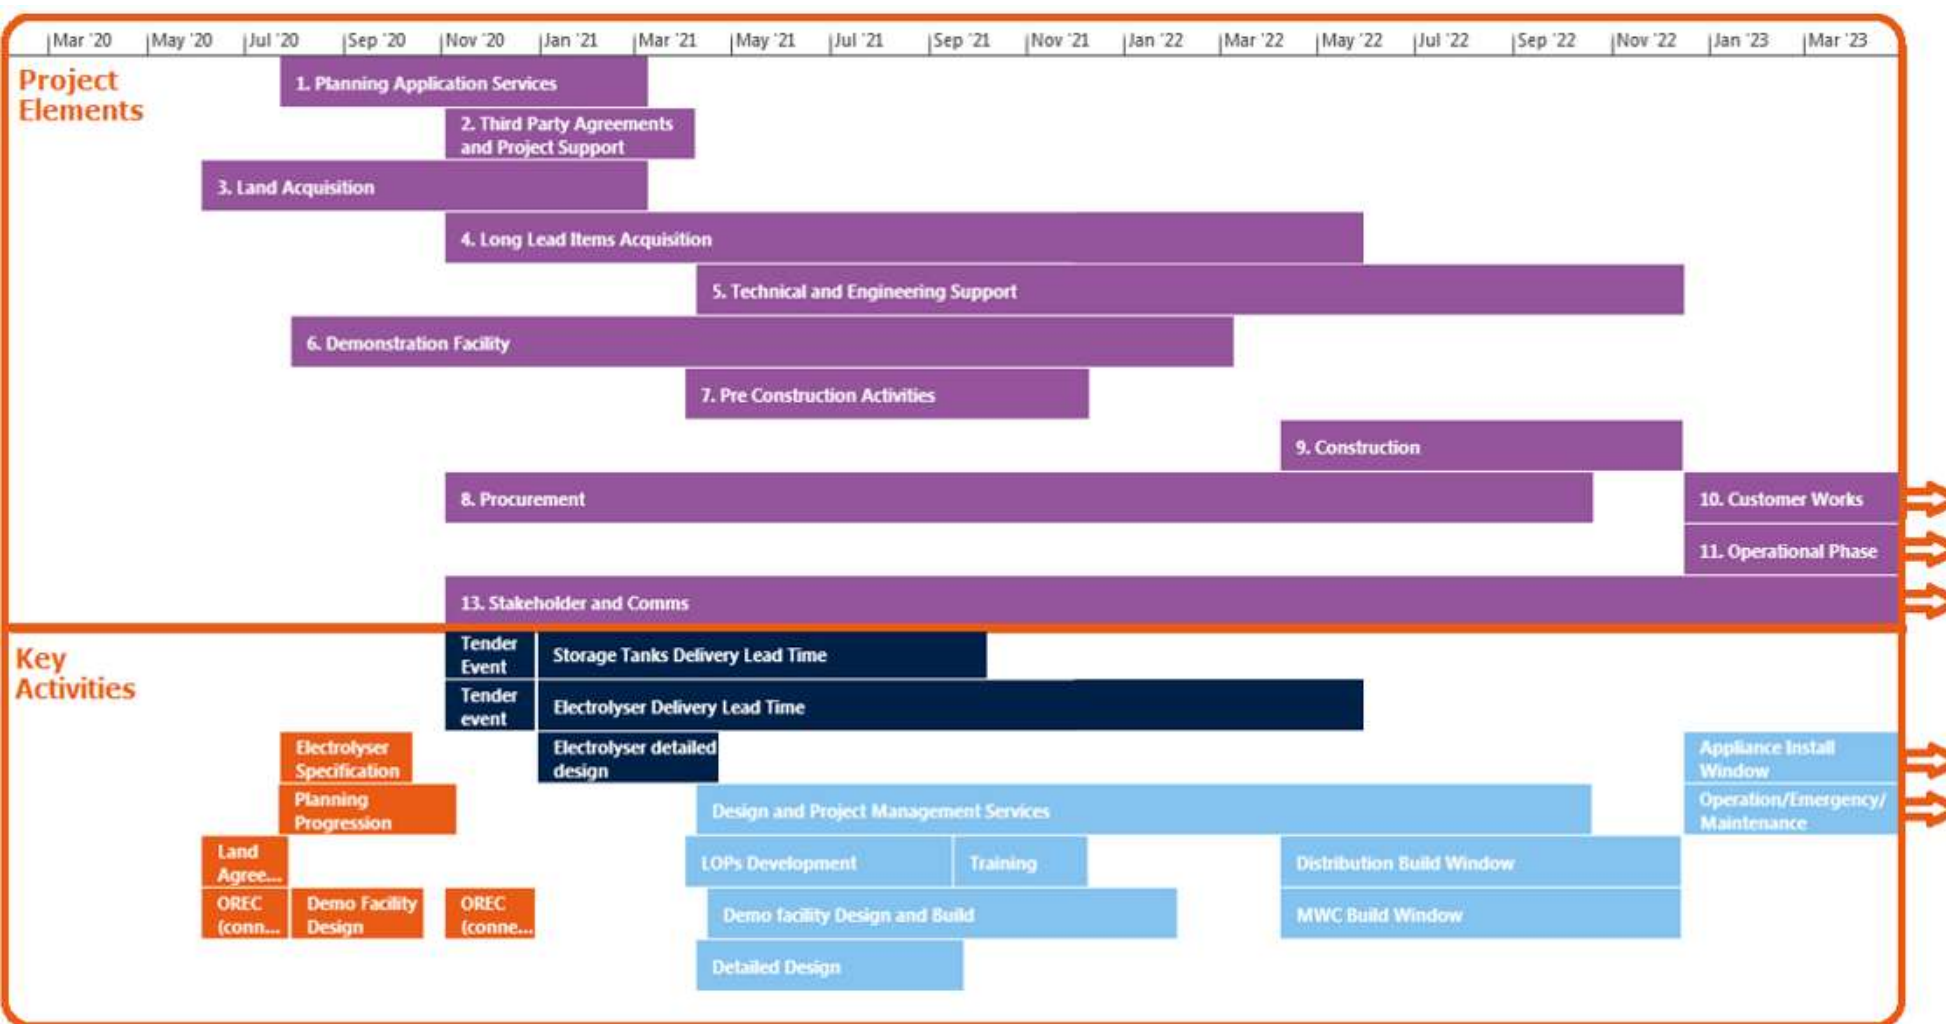 Mar '20 May '20 Jul '20 Sep '20 Nov '20 Jan '21 Mar '21 May '21 Jul '21 Sep '21 Nov '21 Jan '22 Mar '22 May '22 Jul '22 Sep '22 Nov '22 Jan '23 Mar '23
Project
Elements
1. Planning Application Services
2. Third Party Agreements
and Project Support
3. Land Acquisition
4. Long Lead Items Acquisition
5. Technical and Engineering Support
6. Demonstration Facility
7. Pre Construction Activities
9. Construction
8. Procurement
10. Customer Works
11. Operational Phase
13. Stakeholder and Comms
Key
Activities
Tender
Event
Storage Tanks Delivery Lead Time
Tender
event
Electrolyser Delivery Lead Time
Electrolyser
Specification
Electrolyser detailed
design
Appliance Install
Window
Planning
Progression
Design and Project Management Services
Operation/Emergency/
Maintenance
Land
Agree...
LOPs Development
Training
Distribution Build Window
OREC
(conn...
Demo Facility
Design
OREC
(conne...
Demo facility Design and Build
MWC Build Window
Detailed Design